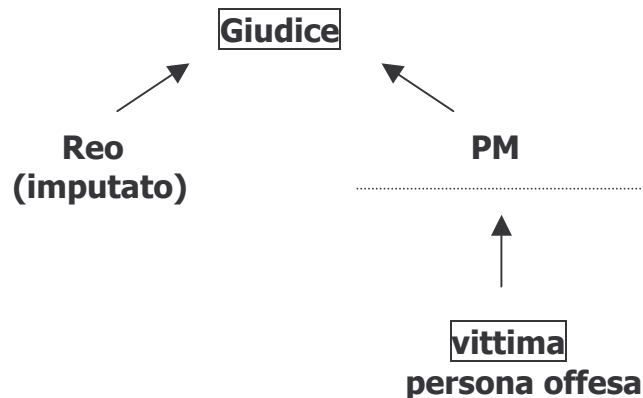 Giudice
Reo
(imputato)
PM
vittima
persona offesa